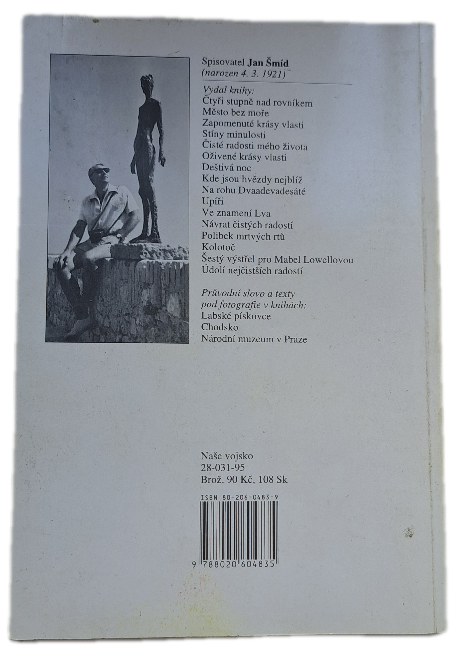 Spisovatel Jan Šmíd
(narozen 4. 3. 1921)
Vydal knihy:
Čtyři stupně nad rovníkem
Město bez moře
Zapomenuté krásy vlasti
Stíny minulosti
Čisté radosti mého života
Oživené krásy vlasti
Deštivá noc
Kde jsou hvězdy nejblíž
Na rohu Dvaadevadesáté
Upíři
Ve znamení Lva
Návrat čistých radostí
Polibek mrtvých rtů
Kolotoč
Šestý výstřel pro Mabel Lowellovou
Údolí nejčistších radostí
Průvodní slovo a texty
pod fotografie v knihách:
Labské pískovce
Chodsko
Národní muzeum v Praze
Naše vojsko
28-031-95
Brož. 90 Kč, 108 Sk
ISBN 80-206-0483-9
9 788020 604835